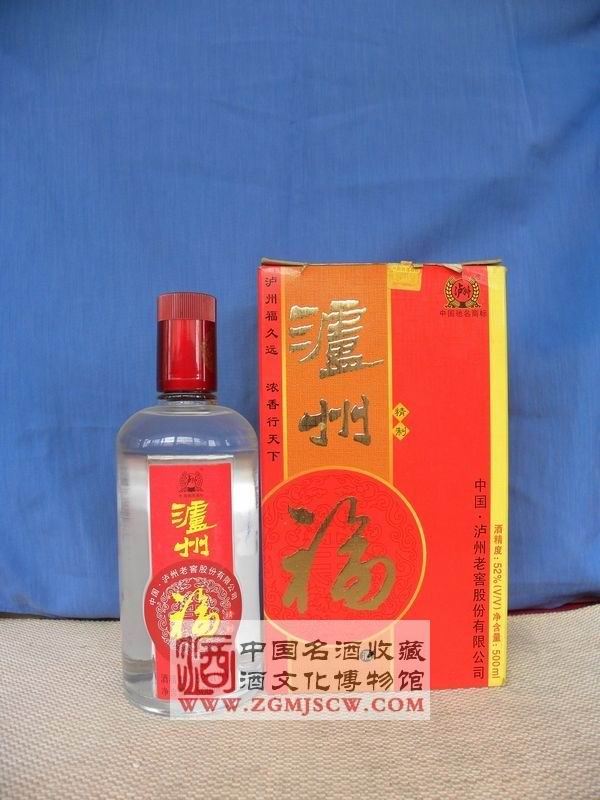 泸州福久远 浓香行天下
瀘州
福
精制
泸州
中国驰名商标
中国·泸州老窖股份有限公司
酒精度：52%(V/V) 净含量：500ml
瀘州
中国·泸州老窖股份有限公司
福
中国名酒收藏
酒文化博物馆
WWW.ZGMJSCW.COM